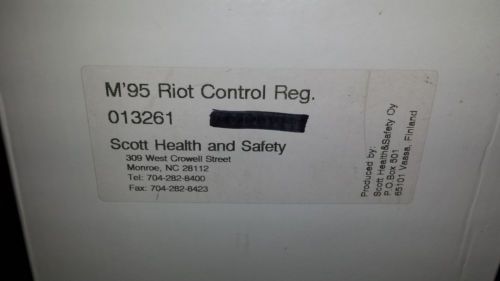 M'95 Riot Control Reg.
013261
Scott Health and Safety
309 West Crowell Street
Monroe, NC 28112
Tel: 704-282-8400
Fax: 704-282-8423
Produced by:
Scott Health&Safety Oy
P.O Box 501
65101 Vaasa, Finland